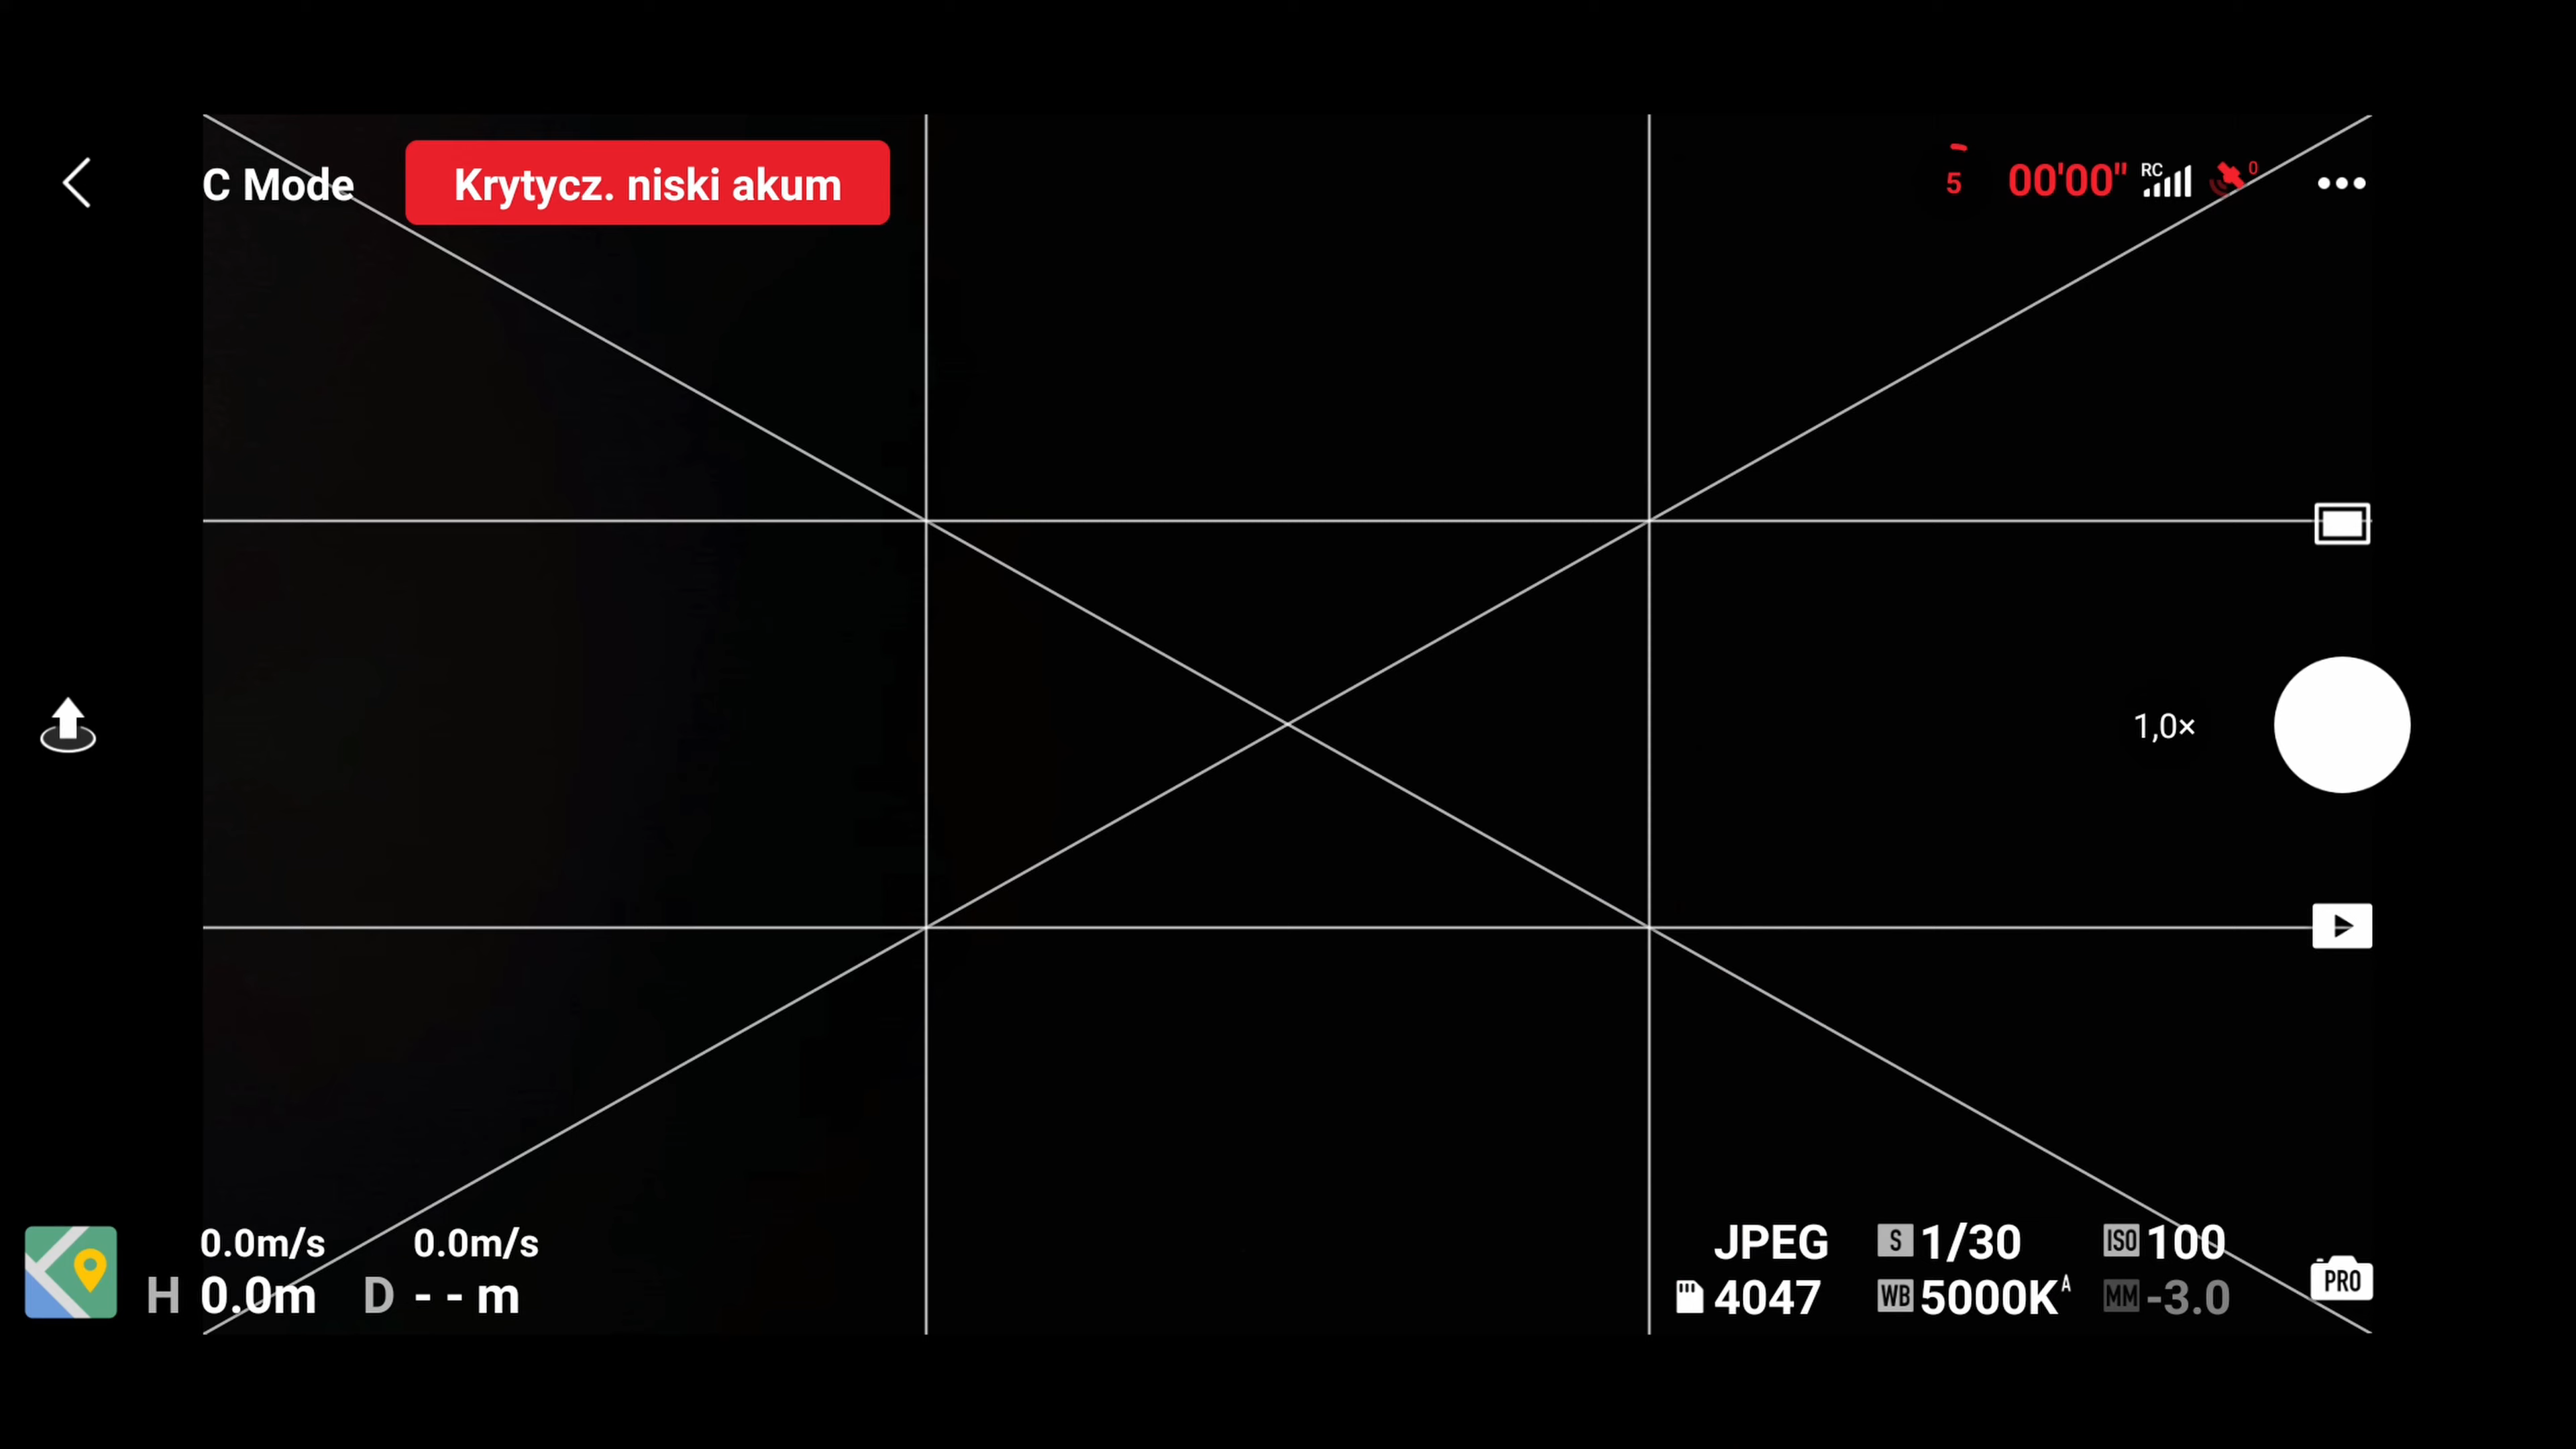 C Mode
Krytycz. niski akum
5
00'00"
RC
0
1,0×
0.0m/s 0.0m/s
H 0.0m D - - m
JPEG S 1/30 ISO 100
4047 WB 5000K A MM -3.0
PRO